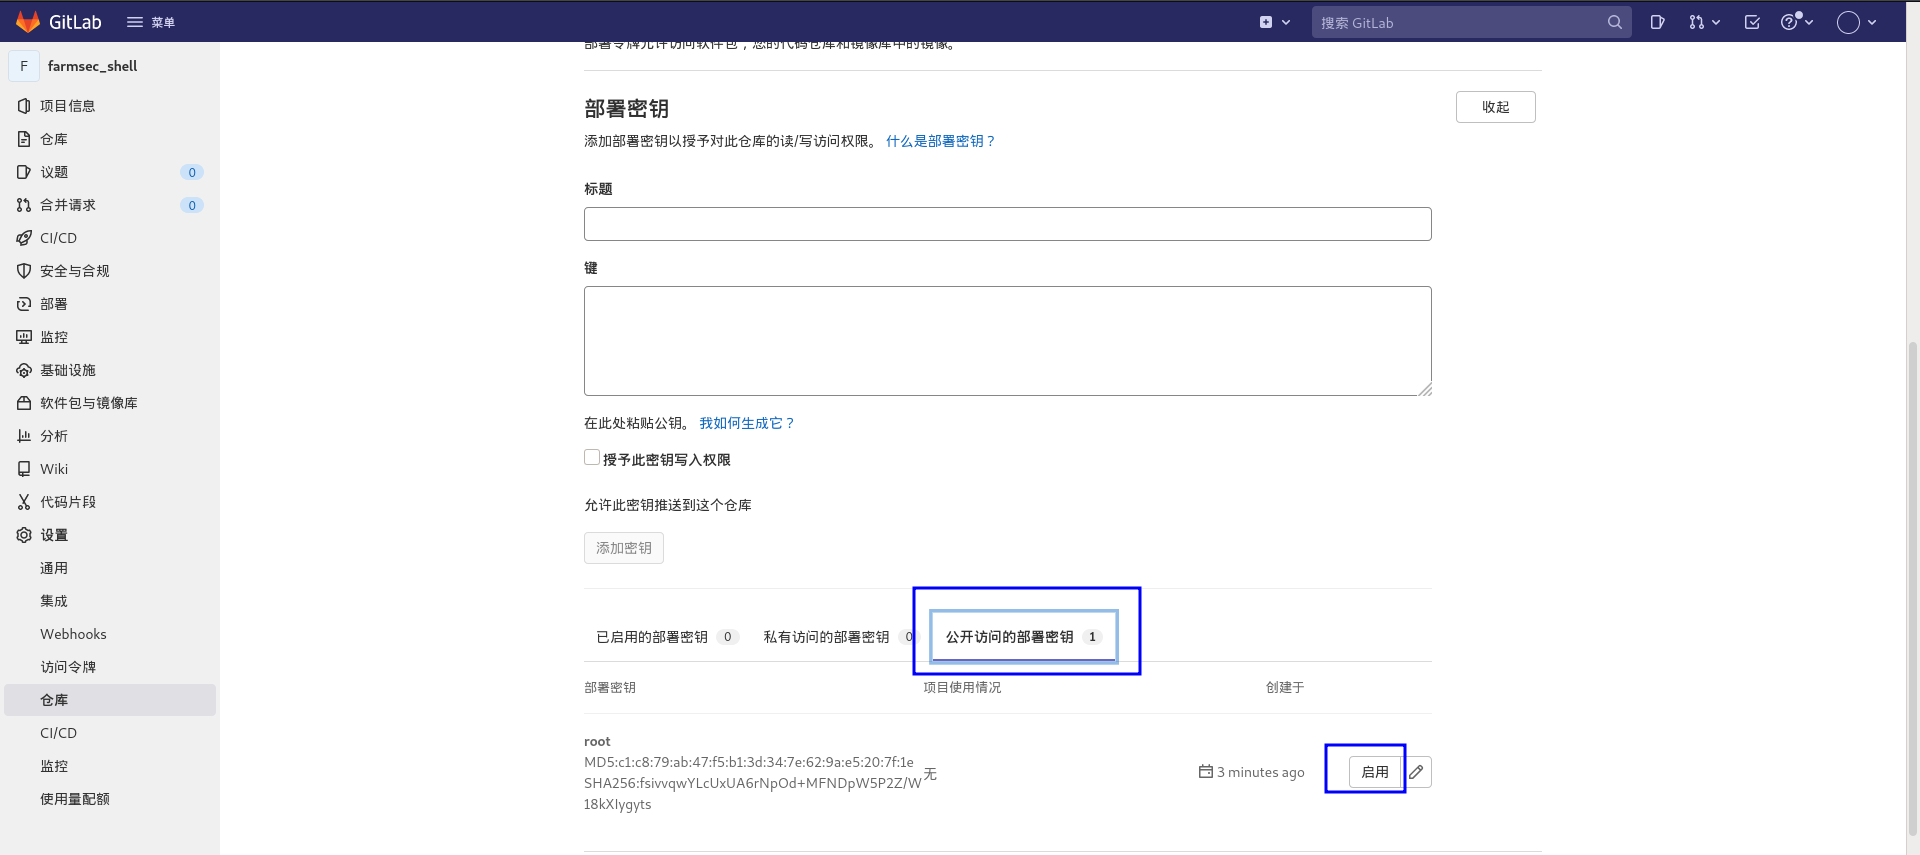 GitLab
菜单
搜索 GitLab
F
farmsec_shell
项目信息
仓库
议题 0
合并请求 0
CI/CD
安全与合规
部署
监控
基础设施
软件包与镜像库
分析
Wiki
代码片段
设置
通用
集成
Webhooks
访问令牌
仓库
CI/CD
监控
使用量配额
部署令牌允许访问软件包，您的代码仓库和镜像库中的镜像。
部署密钥
收起
添加部署密钥以授予对此仓库的读/写访问权限。 什么是部署密钥？
标题
键
在此处粘贴公钥。 我如何生成它？
授予此密钥写入权限
允许此密钥推送到这个仓库
添加密钥
已启用的部署密钥 0 私有访问的部署密钥 0 公开访问的部署密钥 1
部署密钥 项目使用情况 创建于
root
MD5:c1:c8:79:ab:47:f5:b1:3d:34:7e:62:9a:e5:20:7f:1e
SHA256:fsivvqwYLcUxUA6rNpOd+MFNDpW5P2Z/W
18kXIygyts
无
3 minutes ago
启用